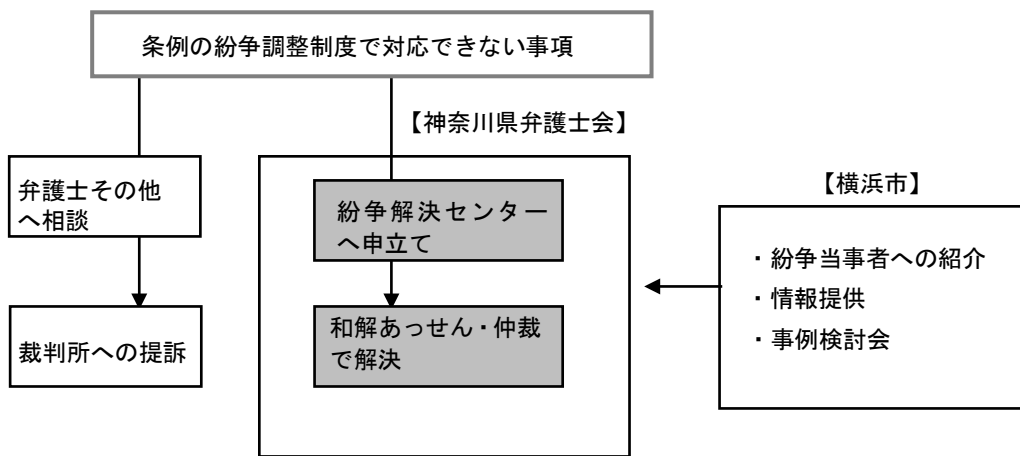 条例の紛争調整制度で対応できない事項
【神奈川県弁護士会】
弁護士その他
へ相談
紛争解決センター
へ申立て
【横浜市】
・紛争当事者への紹介
・情報提供
・事例検討会
裁判所への提訴
和解あっせん・仲裁
で解決